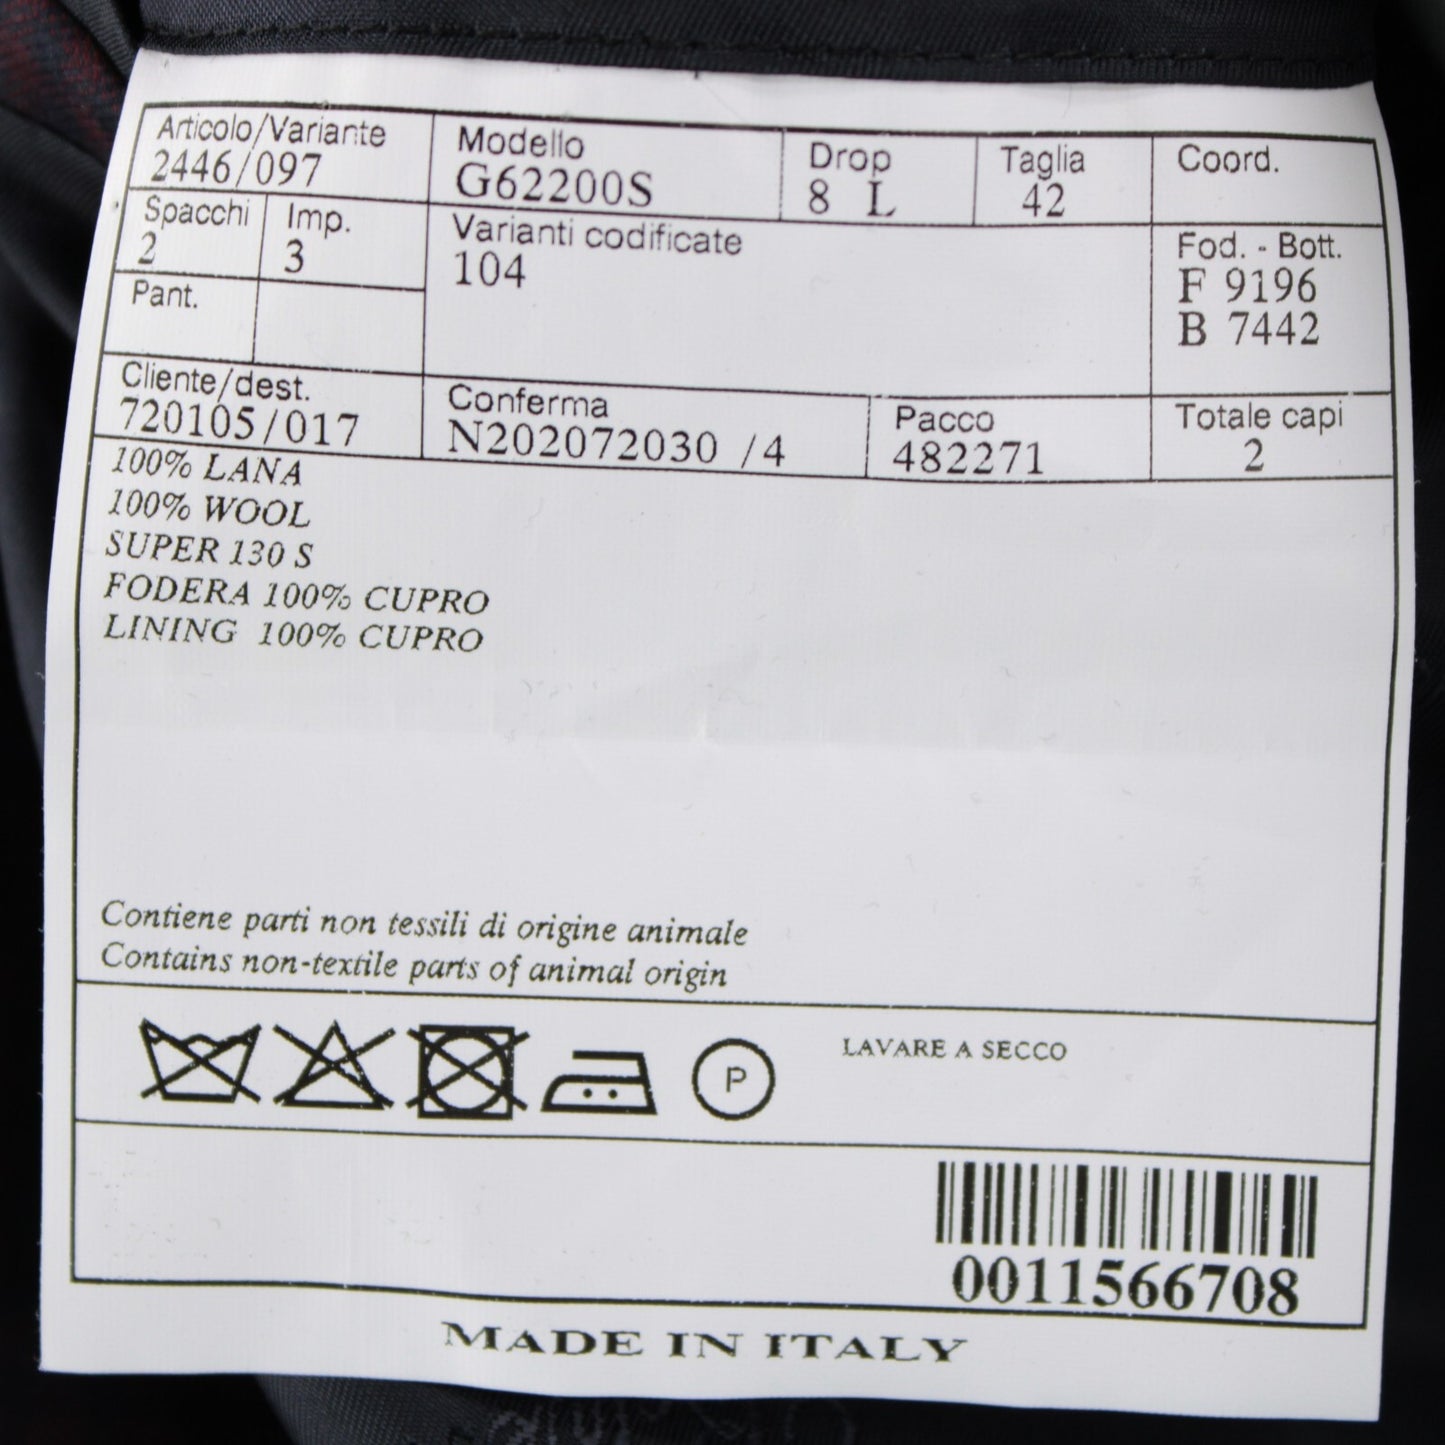 Articolo/Variante
2446/097
Modello
G62200S
Drop
8 L
Taglia
42
Coord.
Spacchi
2
Imp.
3
Varianti codificate
104
Fod. - Bott.
F 9196
B 7442
Pant.
Cliente/dest.
720105/017
Conferma
N202072030 /4
Pacco
482271
Totale capi
2
100% LANA
100% WOOL
SUPER 130 S
FODERA 100% CUPRO
LINING 100% CUPRO
Contiene parti non tessili di origine animale
Contains non-textile parts of animal origin
P
LAVARE A SECCO
0011566708
MADE IN ITALY